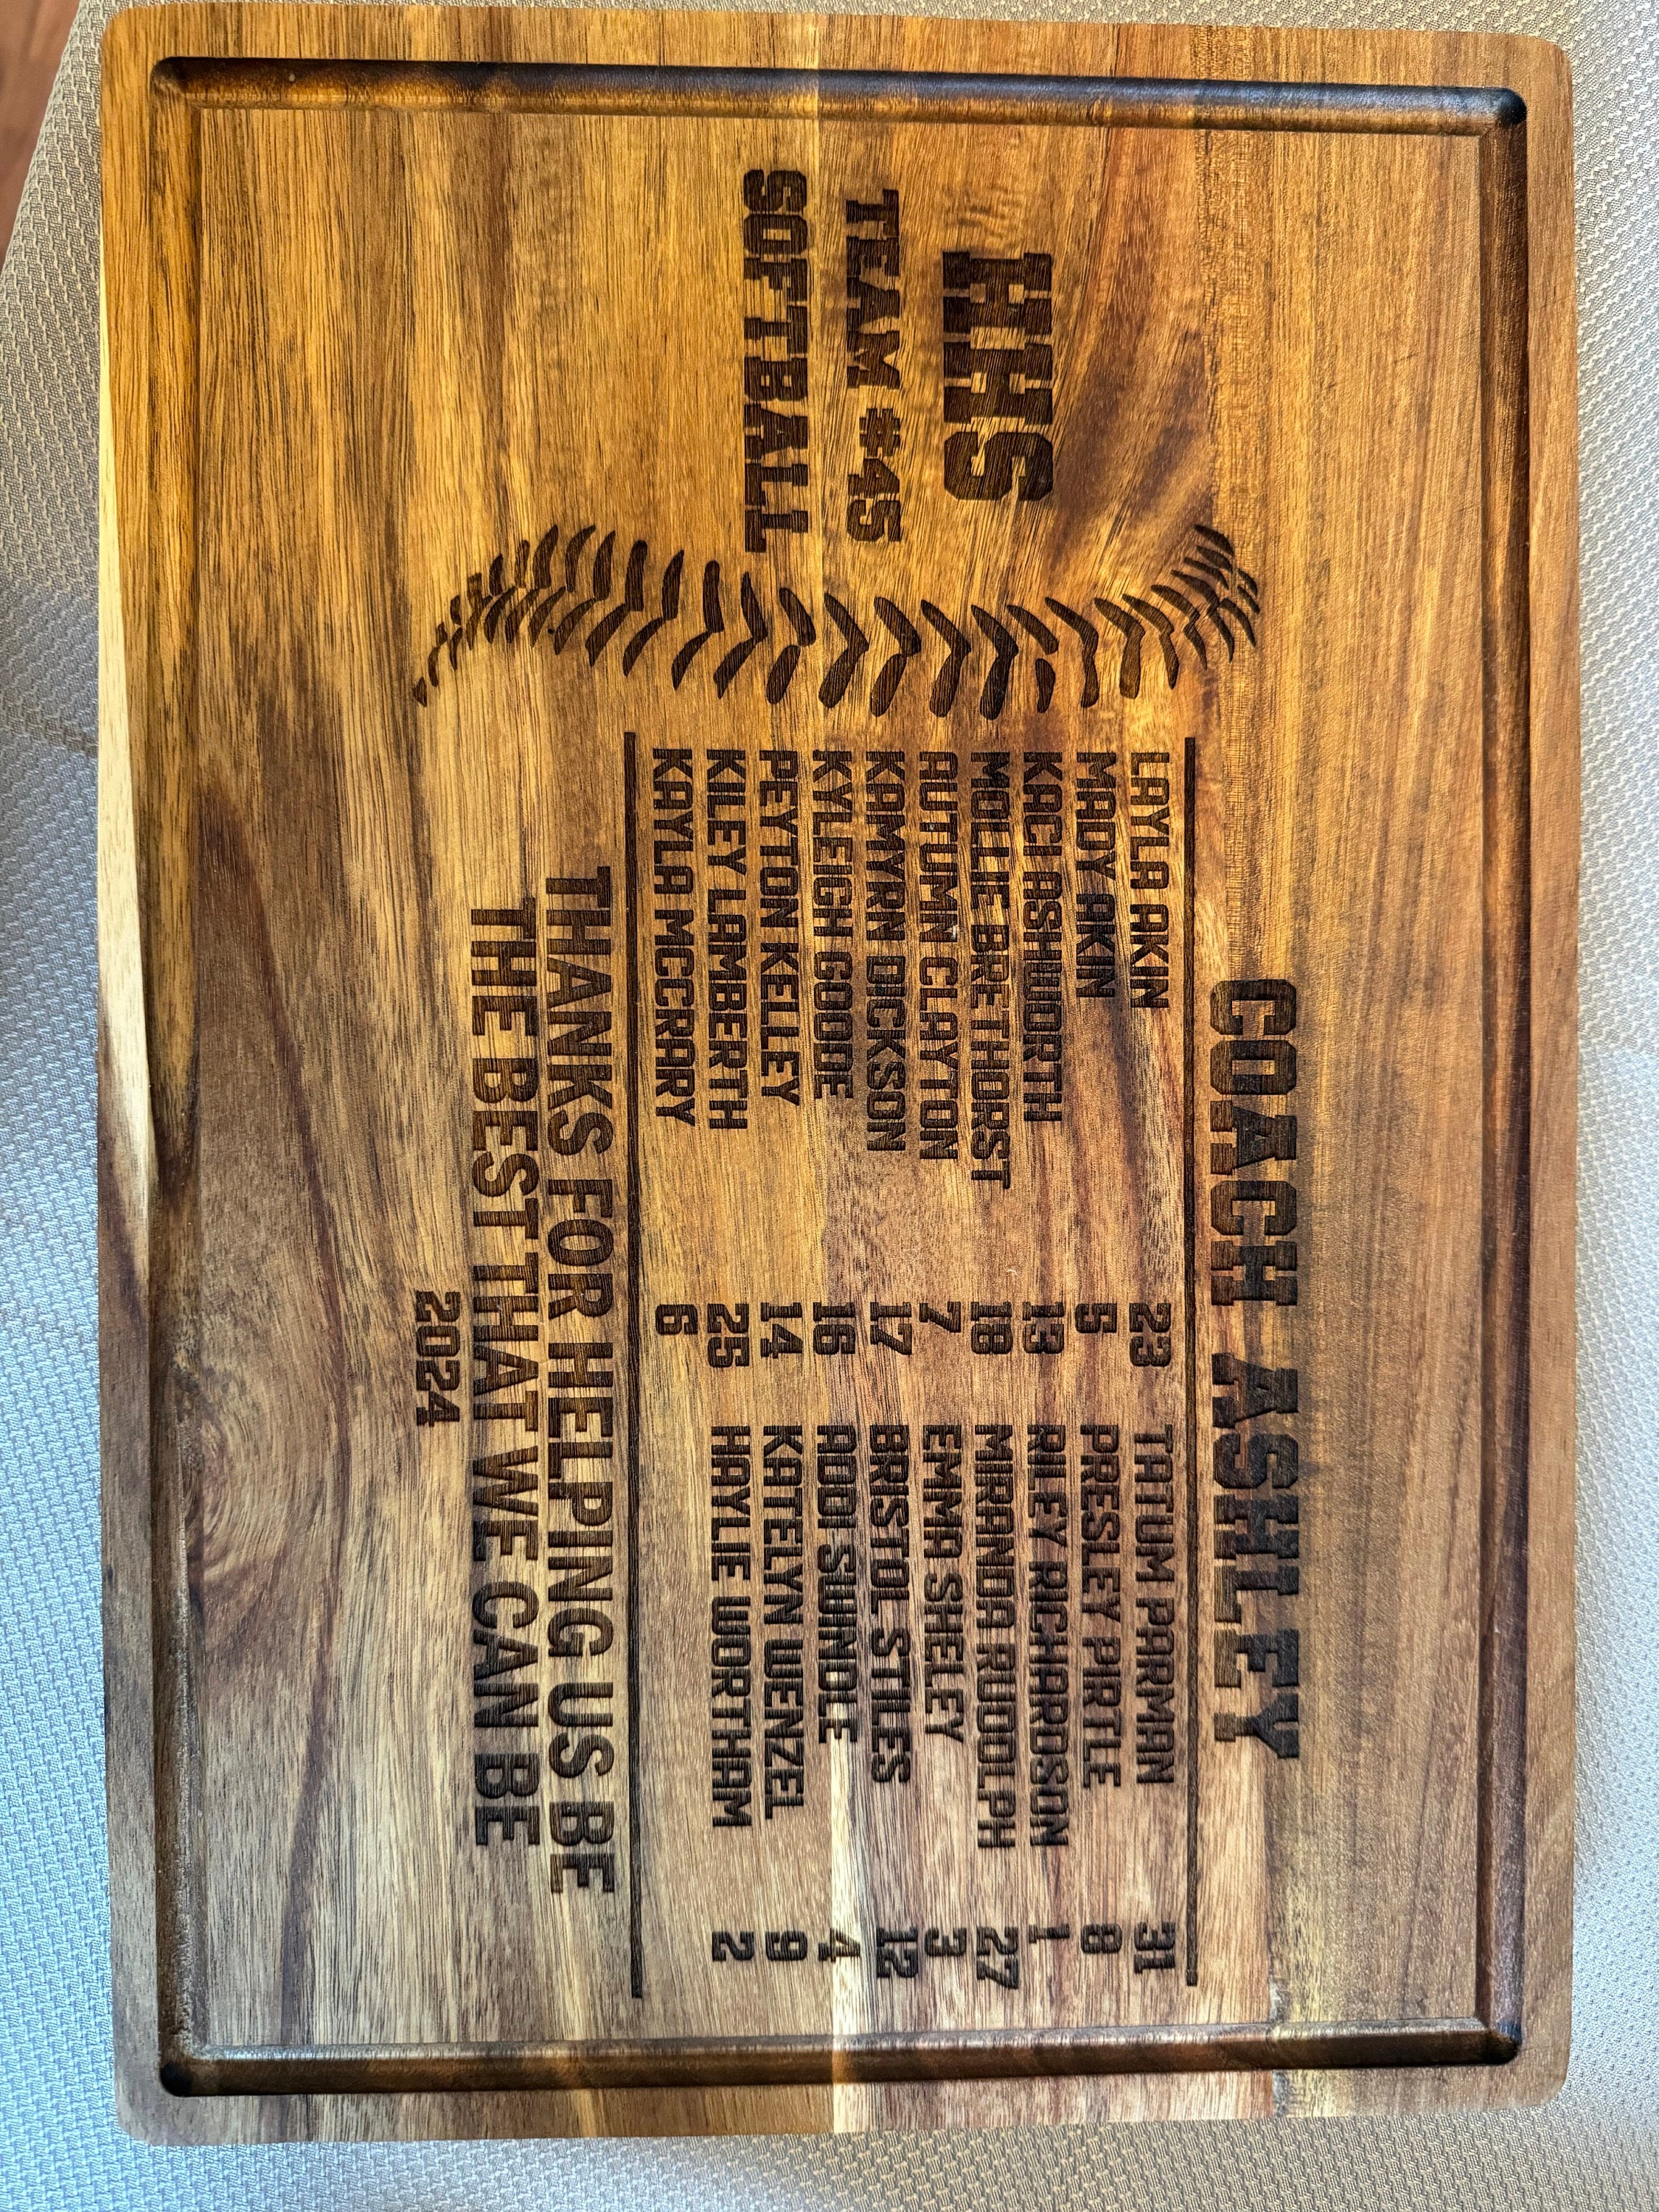 HHS
TEAM #45
SOFTBALL
COACH ASHLEY
LAYLA AKIN 23 TATUM PARMAN 31
MADY AKIN 5 PRESLEY PIRTLE 8
KACI ASHWORTH 13 RILEY RICHARDSON 1
MOLLIE BRETHORST 18 MIRANDA RUDOLPH 27
AUTUMN CLAYTON 7 EMMA SHELEY 3
KAMYRN DICKSON 17 BRISTOL STILES 12
KYLEIGH GOODE 16 ADDI SWINDLE 4
PEYTON KELLEY 14 KATELYN WENZEL 9
KILEY LAMBERTH 25 HAYLIE WORTHAM 2
KAYLA MCCRARY 6
THANKS FOR HELPING US BE
THE BEST THAT WE CAN BE
2024